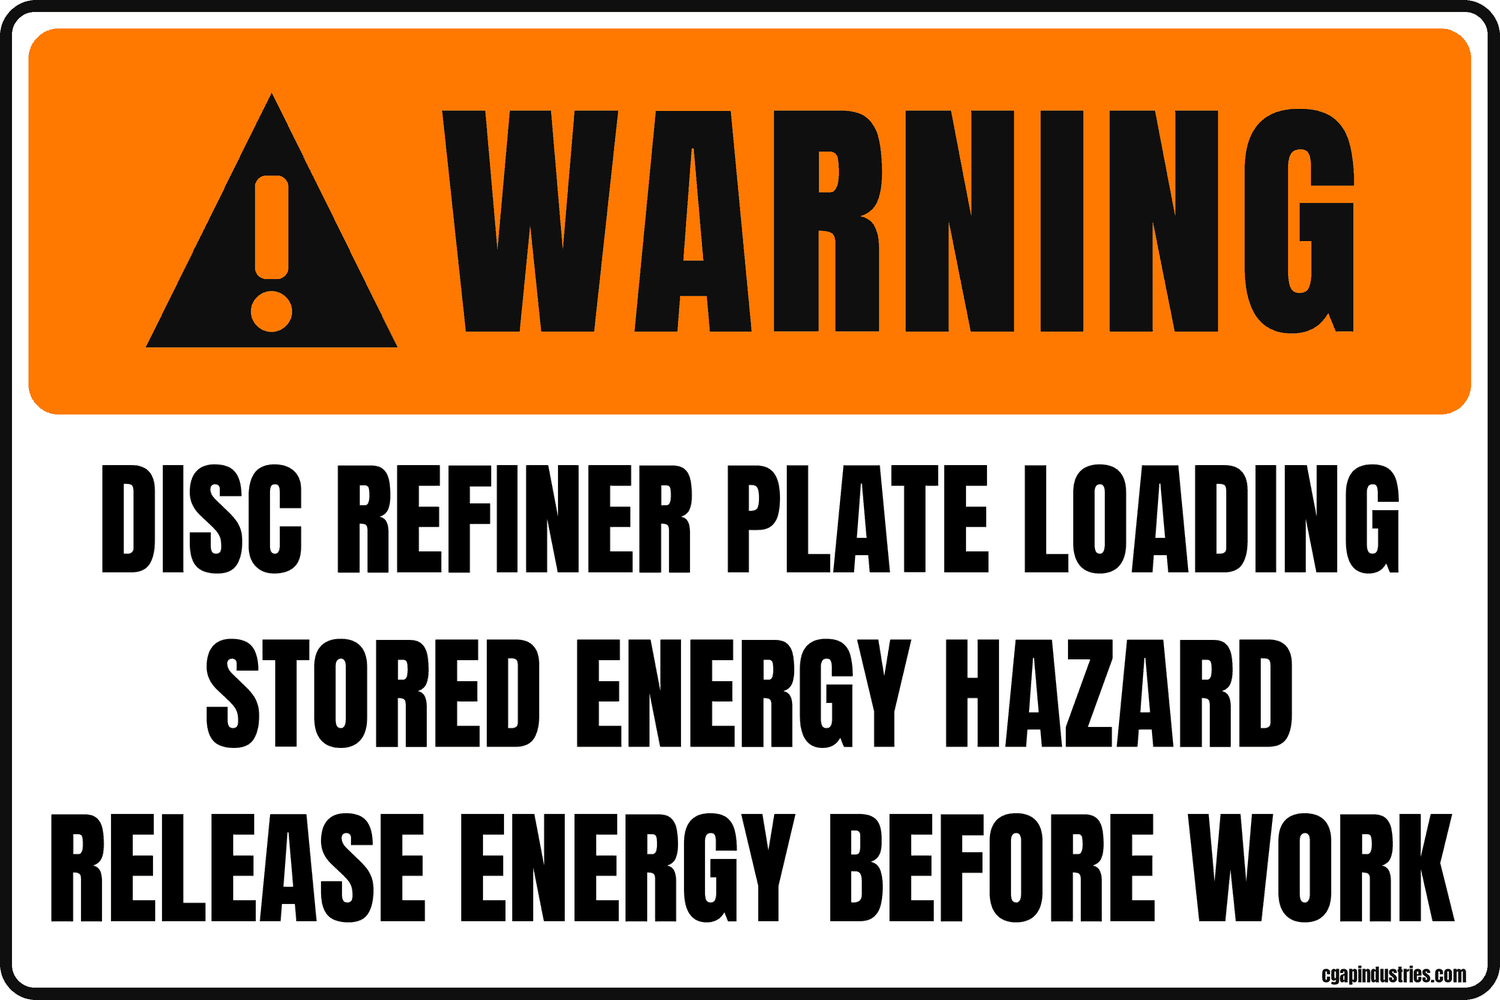 WARNING
DISC REFINER PLATE LOADING
STORED ENERGY HAZARD
RELEASE ENERGY BEFORE WORK
cgapindustries.com